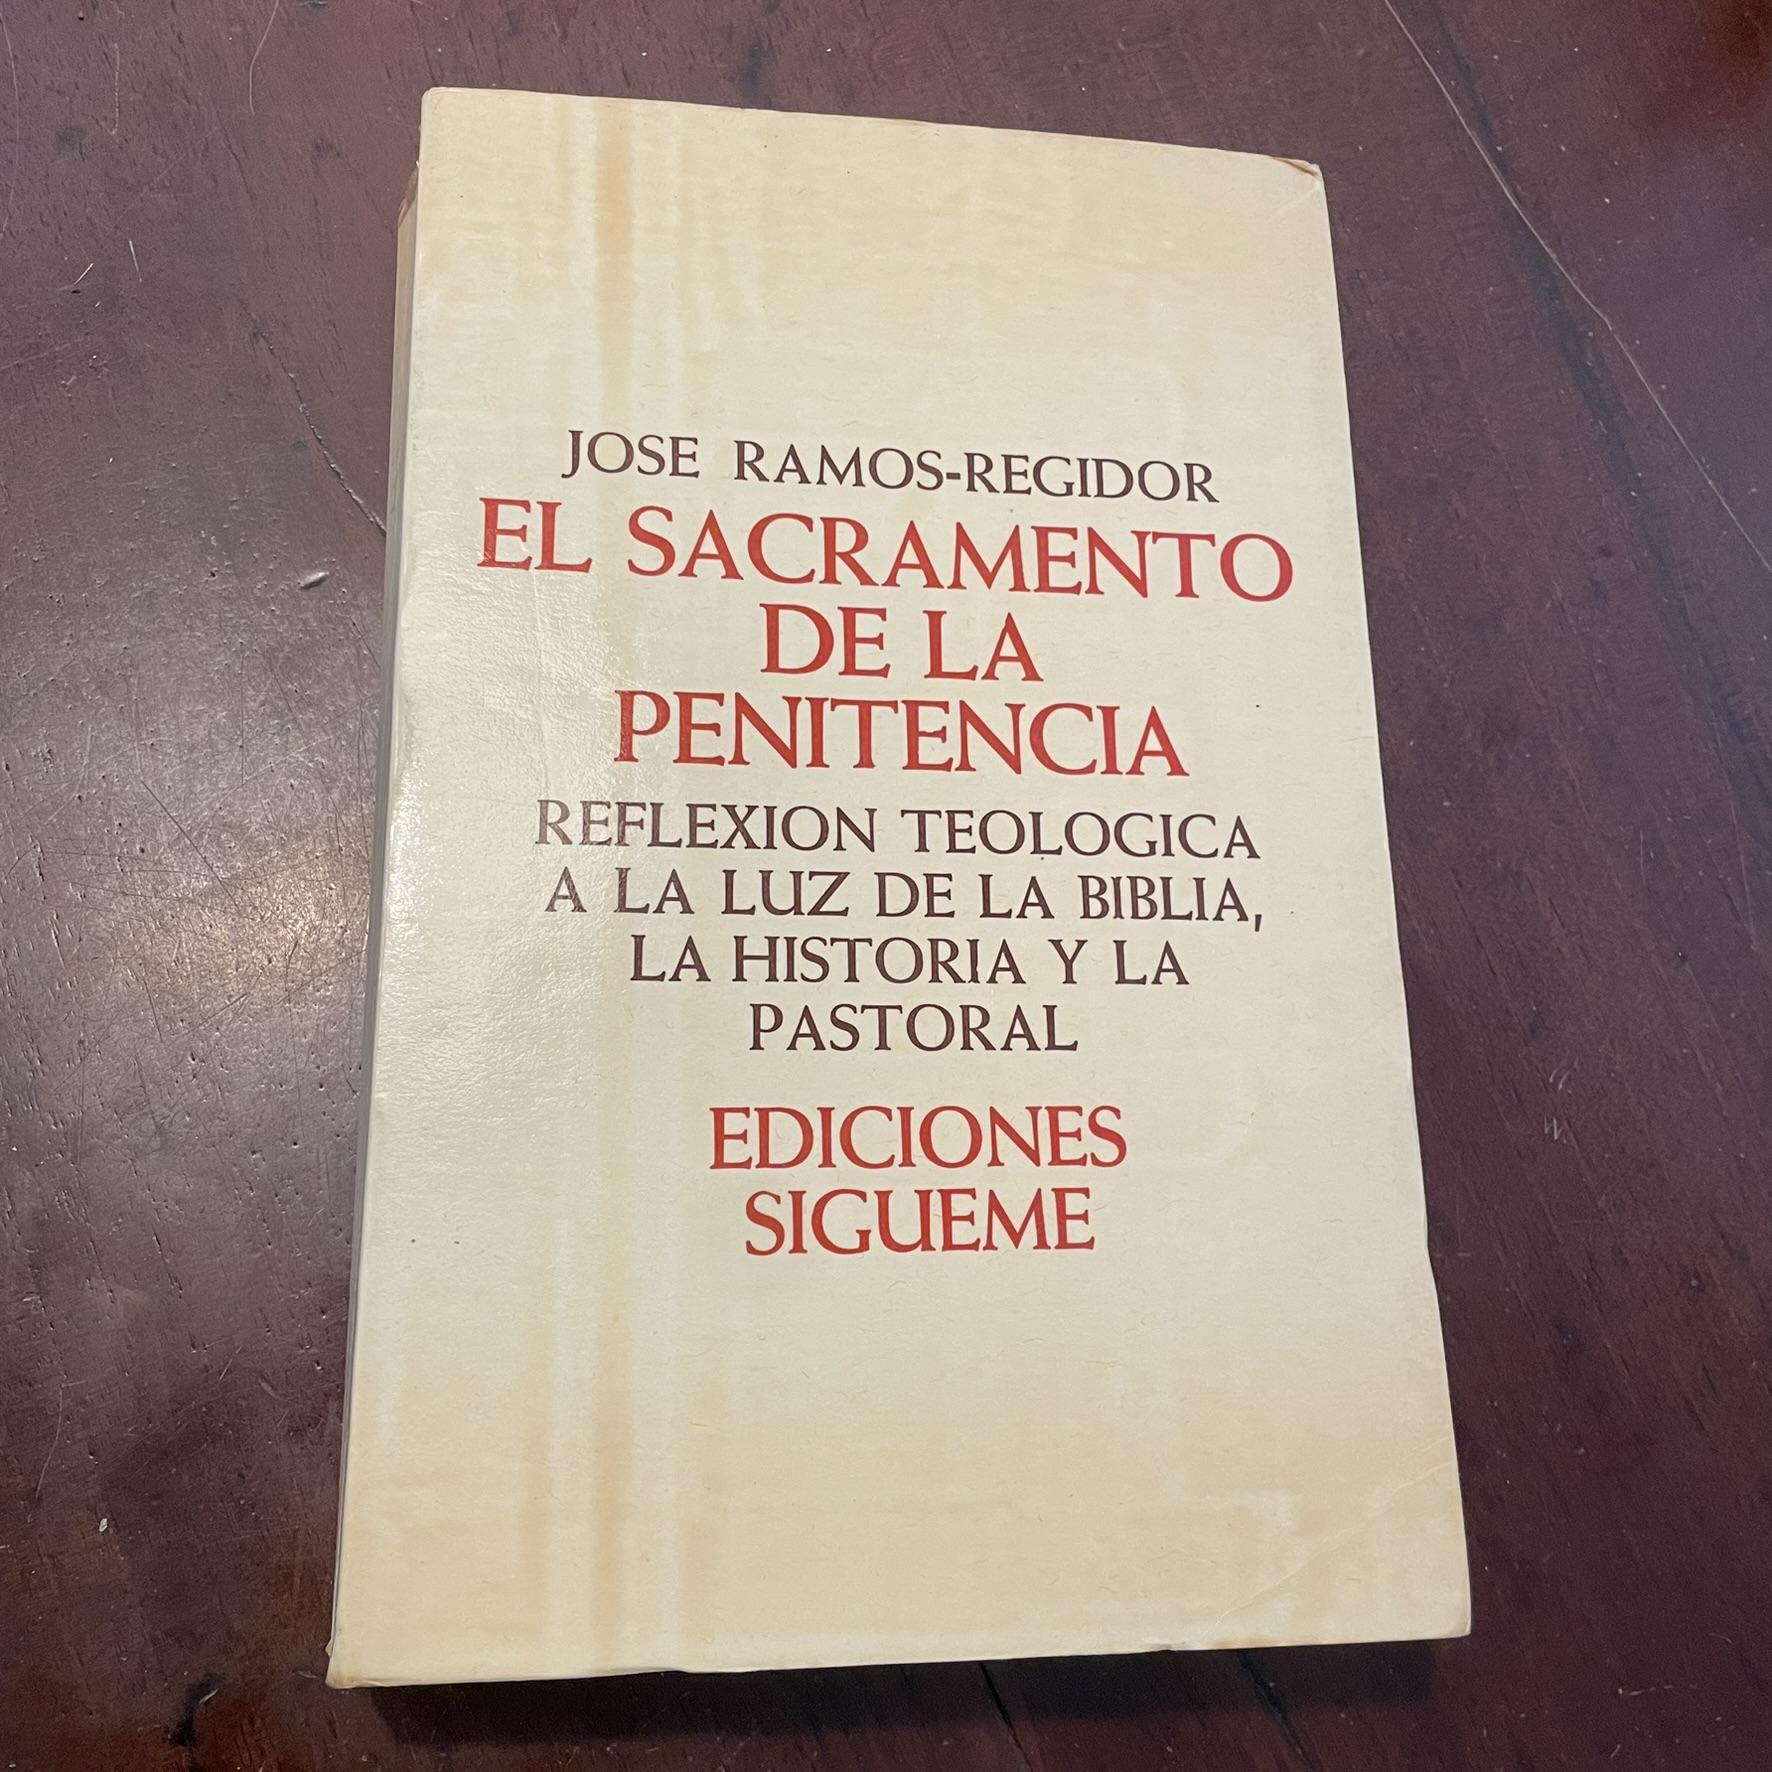 JOSE RAMOS-REGIDOR
EL SACRAMENTO
DE LA
PENITENCIA
REFLEXION TEOLOGICA
A LA LUZ DE LA BIBLIA,
LA HISTORIA Y LA
PASTORAL
EDICIONES
SIGUEME